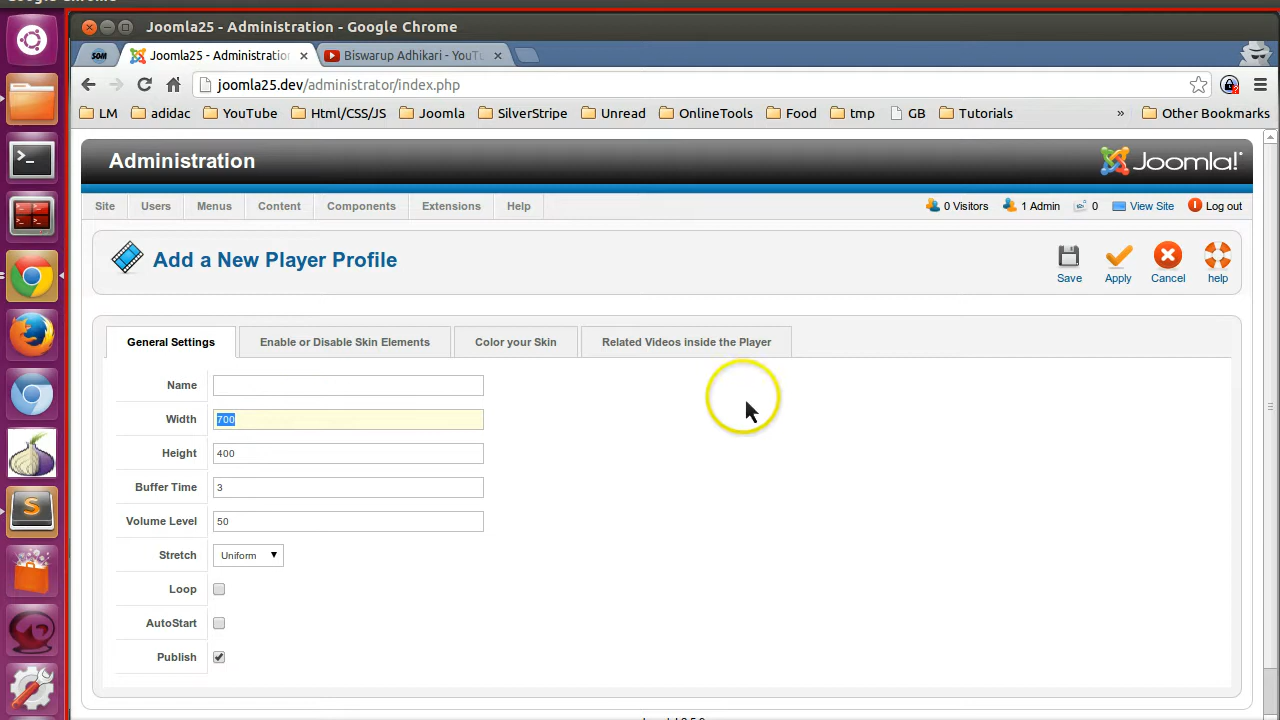 Joomla25 - Administration - Google Chrome
SOM
Joomla25 - Administration
Biswarup Adhikari - YouTu
joomla25.dev/administrator/index.php
LM
adidac
YouTube
Html/CSS/JS
Joomla
SilverStripe
Unread
OnlineTools
Food
tmp
GB
Tutorials
»
Other Bookmarks
Administration
Joomla!
Site
Users
Menus
Content
Components
Extensions
Help
0 Visitors
1 Admin
0
View Site
Log out
Add a New Player Profile
Save
Apply
Cancel
help
General Settings
Enable or Disable Skin Elements
Color your Skin
Related Videos inside the Player
Name
Width 700
Height 400
Buffer Time 3
Volume Level 50
Stretch Uniform
Loop
AutoStart
Publish